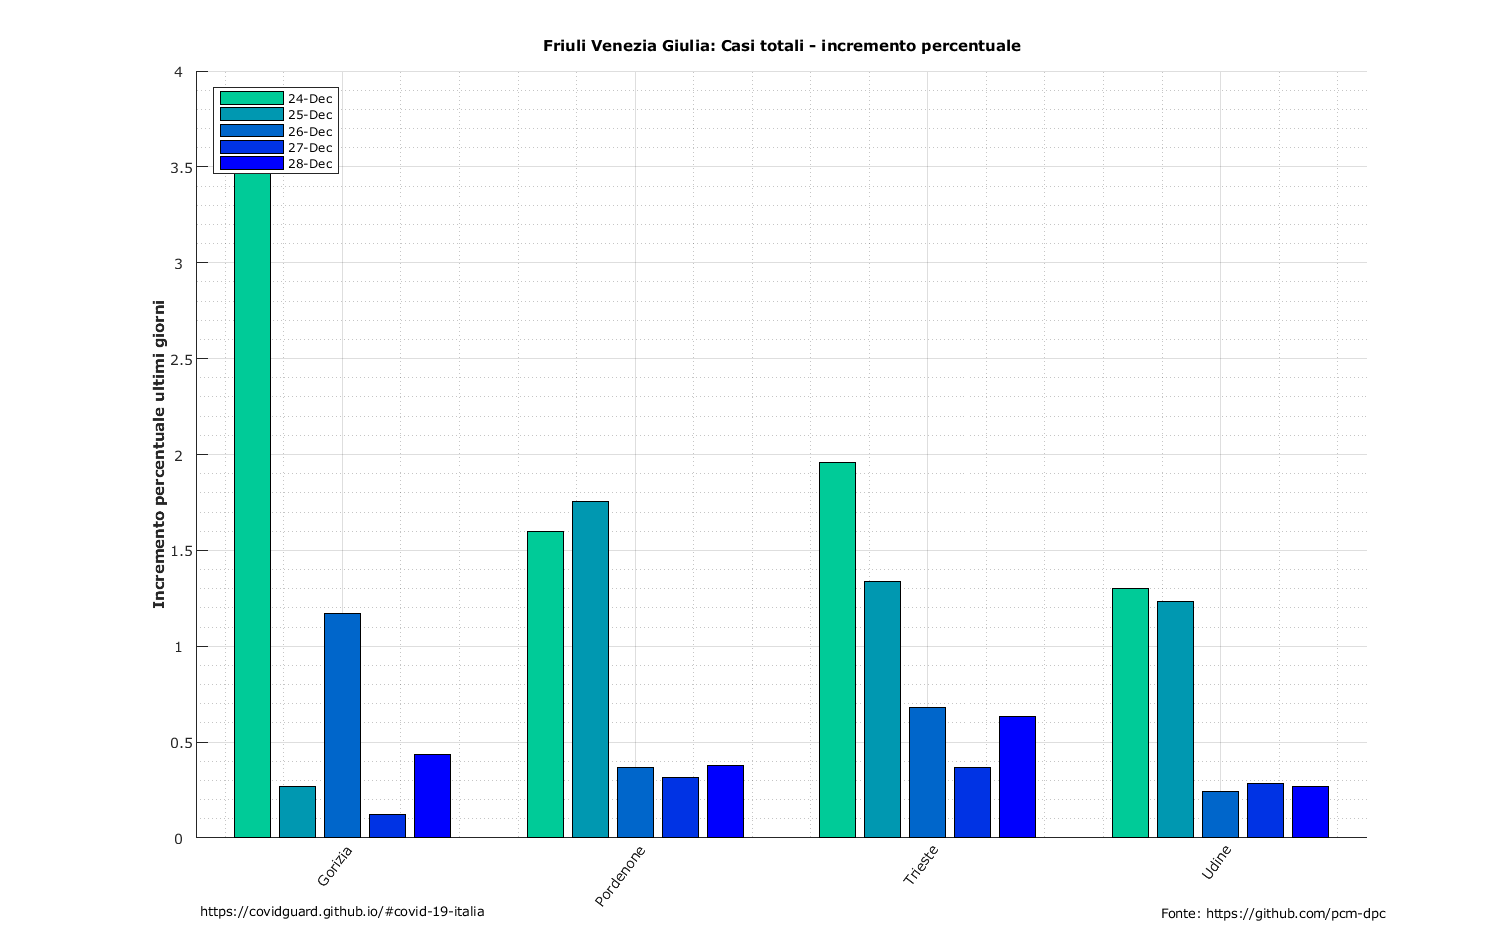 Friuli Venezia Giulia: Casi totali - incremento percentuale
4
3.5
3
2.5
2
1.5
1
0.5
0
Incremento percentuale ultimi giorni
24-Dec
25-Dec
26-Dec
27-Dec
28-Dec
Gorizia
Pordenone
Trieste
Udine
https://covidguard.github.io/#covid-19-italia
Fonte: https://github.com/pcm-dpc